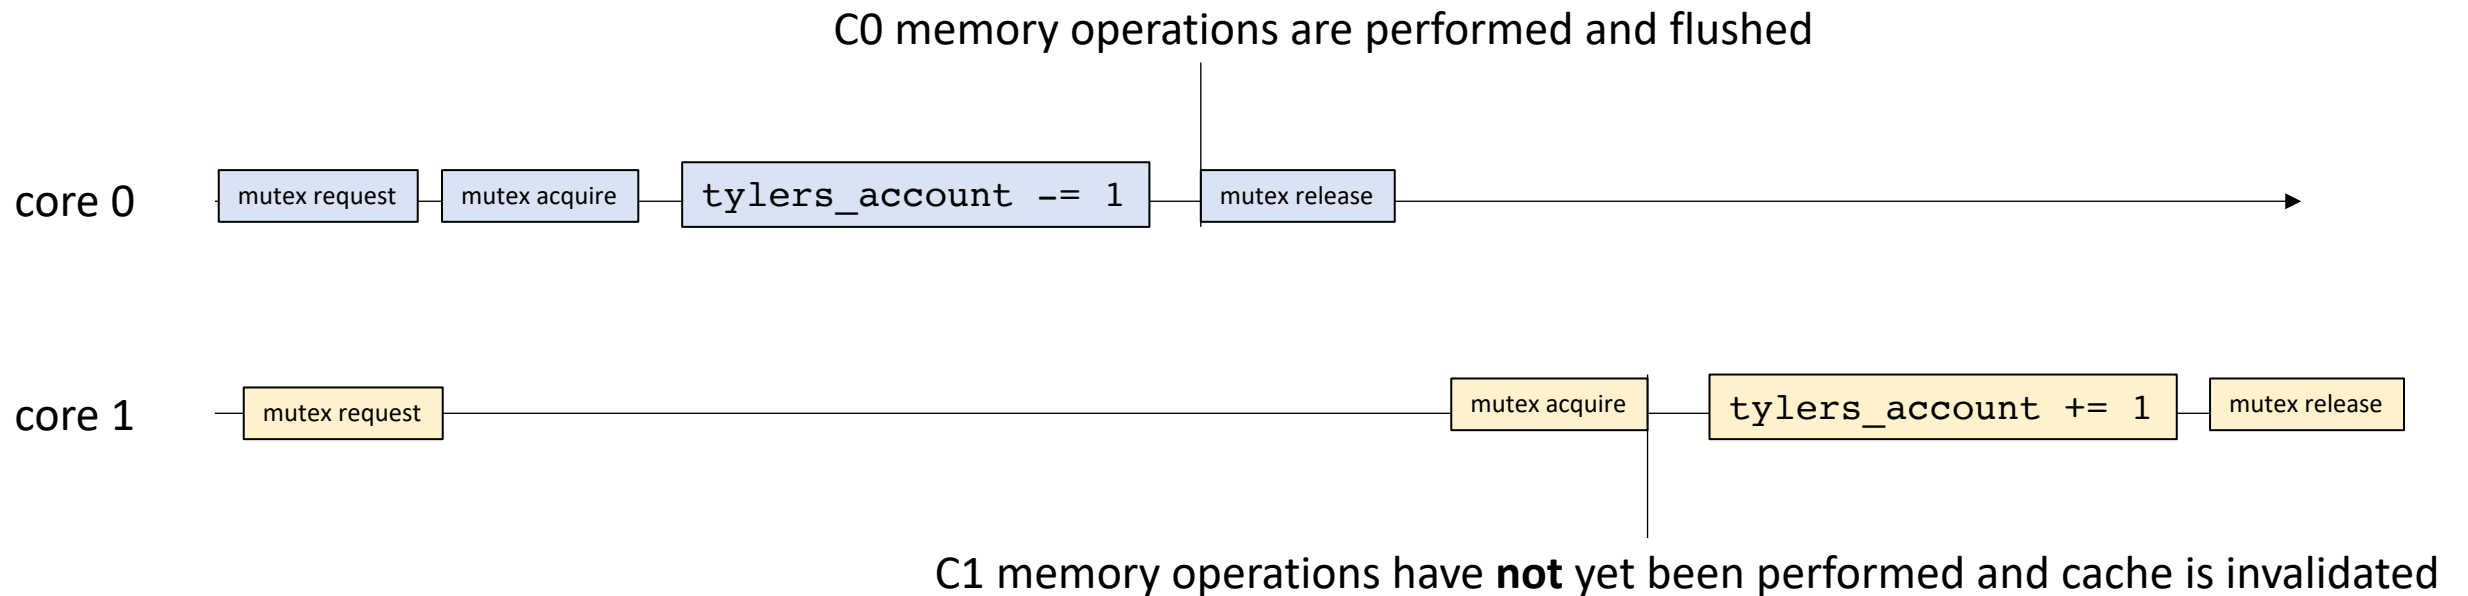 C0 memory operations are performed and flushed
core 0
mutex request
mutex acquire
tylers_account -= 1
mutex release
core 1
mutex request
mutex acquire
tylers_account += 1
mutex release
C1 memory operations have not yet been performed and cache is invalidated